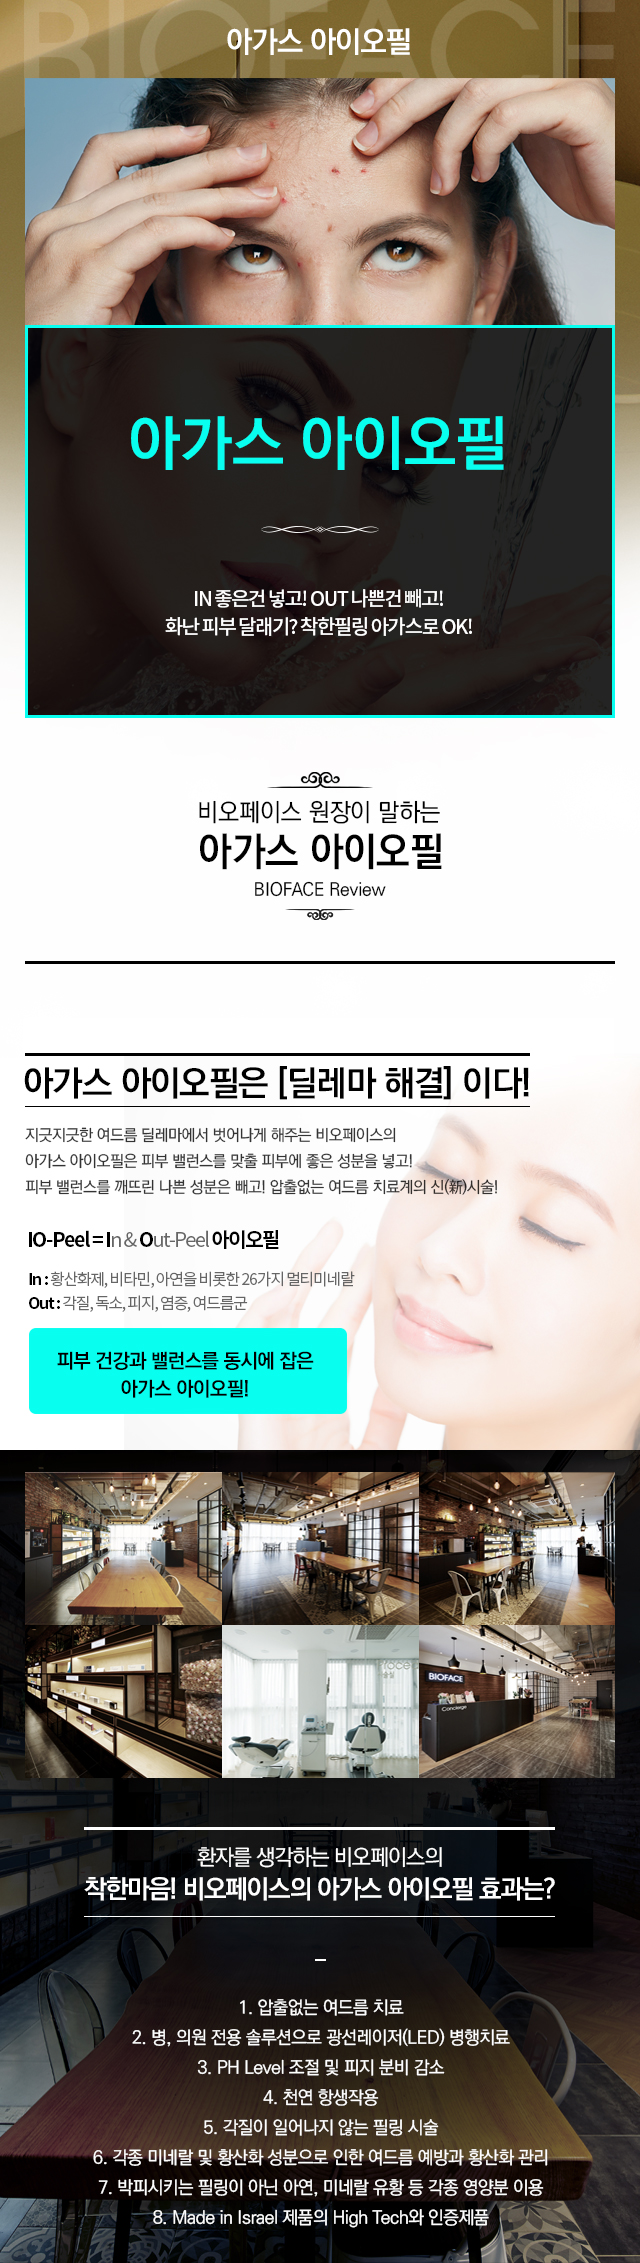 BIOFACE
아가스 아이오필
아가스 아이오필
IN 좋은건 넣고! OUT 나쁜건 빼고!
화난 피부 달래기? 착한필링 아가스로 OK!
비오페이스 원장이 말하는
아가스 아이오필
BIOFACE Review
아가스 아이오필은 [딜레마 해결] 이다!
지긋지긋한 여드름 딜레마에서 벗어나게 해주는 비오페이스의
아가스 아이오필은 피부 밸런스를 맞출 피부에 좋은 성분을 넣고!
피부 밸런스를 깨뜨린 나쁜 성분은 빼고! 압출없는 여드름 치료계의 신(新)시술!
IO-Peel = In & Out-Peel 아이오필
In : 황산화제, 비타민, 아연을 비롯한 26가지 멀티미네랄
Out : 각질, 독소, 피지, 염증, 여드름균
피부 건강과 밸런스를 동시에 잡은
아가스 아이오필!
BIOFACE
Concierge
환자를 생각하는 비오페이스의
착한마음! 비오페이스의 아가스 아이오필 효과는?
1. 압출없는 여드름 치료
2. 병, 의원 전용 솔루션으로 광선레이저(LED) 병행치료
3. PH Level 조절 및 피지 분비 감소
4. 천연 항생작용
5. 각질이 일어나지 않는 필링 시술
6. 각종 미네랄 및 황산화 성분으로 인한 여드름 예방과 황산화 관리
7. 박피시키는 필링이 아닌 아연, 미네랄 유황 등 각종 영양분 이용
8. Made in Israel 제품의 High Tech와 인증제품